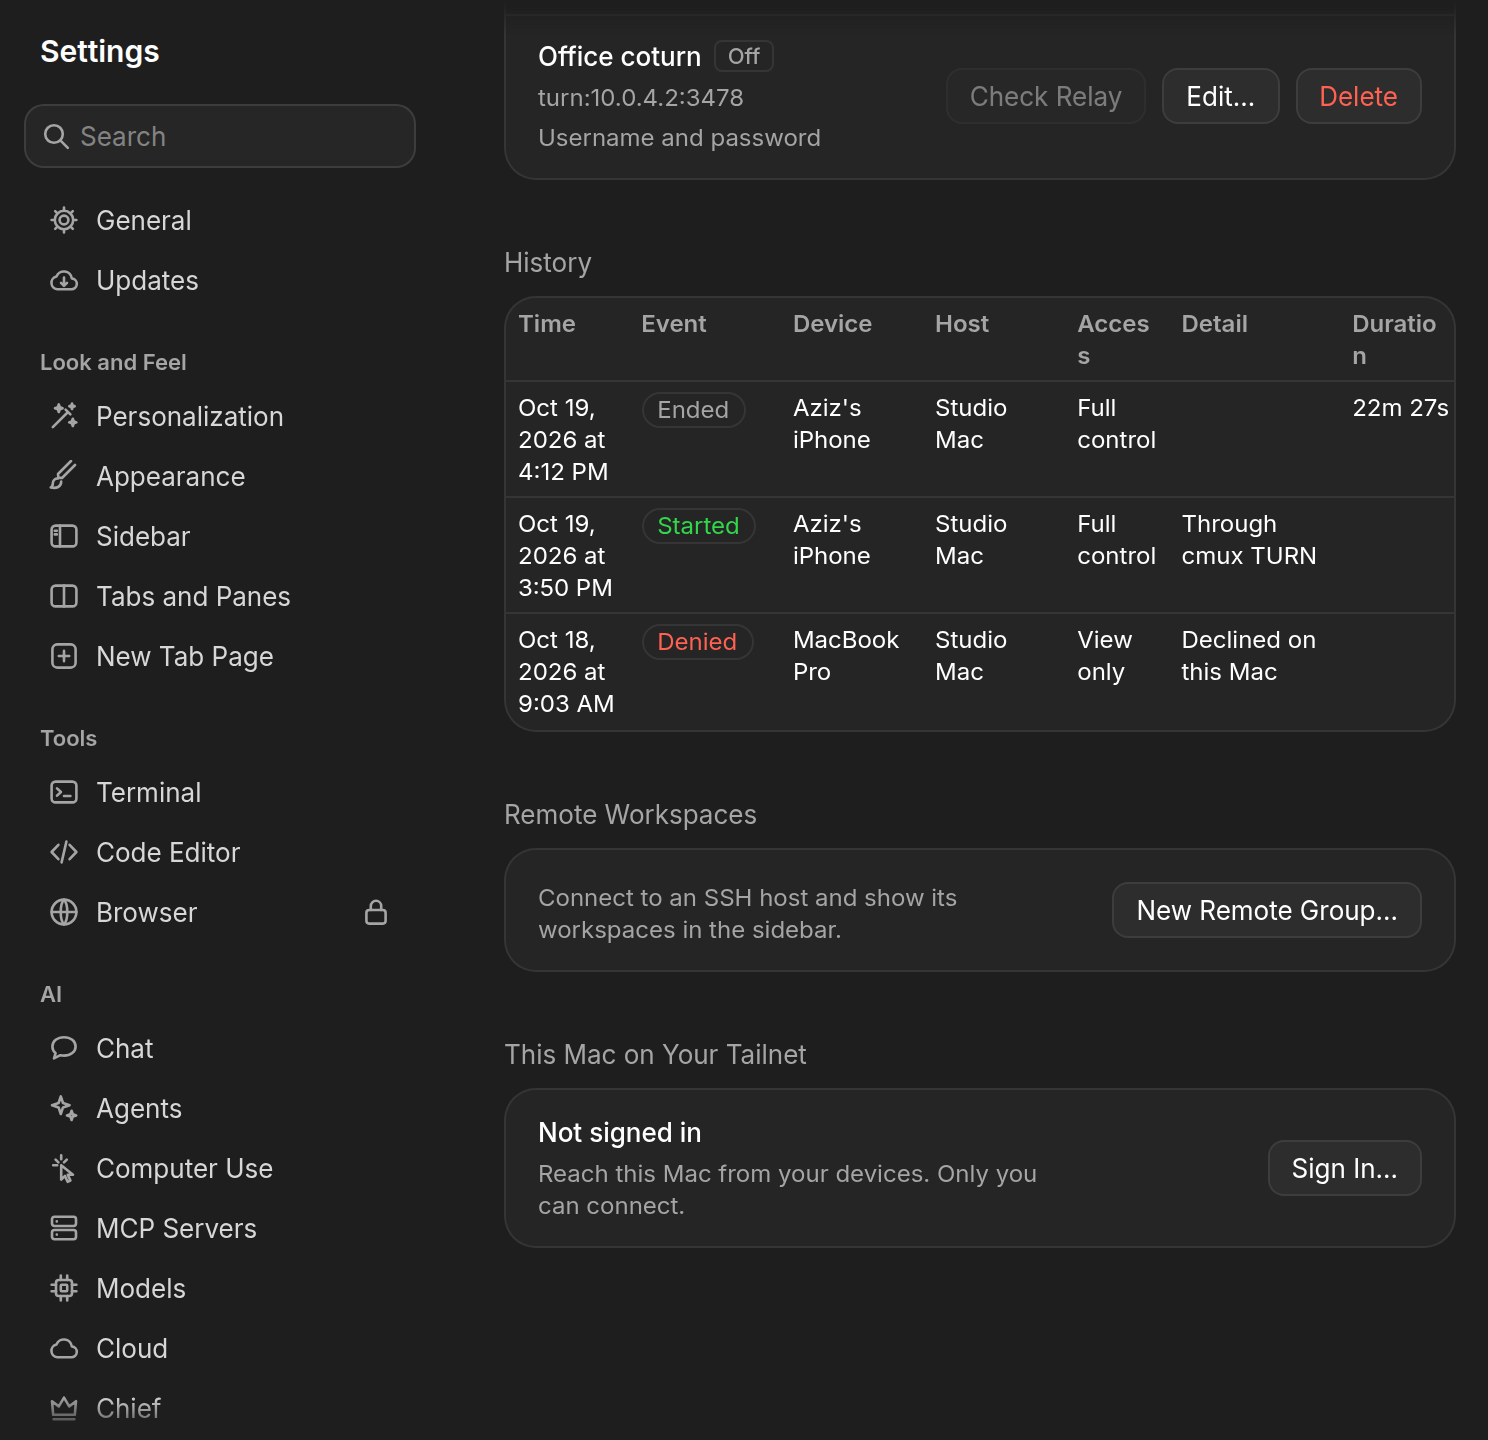 Settings
Search
General
Updates
Look and Feel
Personalization
Appearance
Sidebar
Tabs and Panes
New Tab Page
Tools
Terminal
Code Editor
Browser
AI
Chat
Agents
Computer Use
MCP Servers
Models
Cloud
Chief
Office coturn Off
turn:10.0.4.2:3478
Username and password
Check Relay Edit... Delete
History
Time Event Device Host Acces Detail Duratio
s n
Oct 19, Ended Aziz's Studio Full 22m 27s
2026 at iPhone Mac control
4:12 PM
Oct 19, Started Aziz's Studio Full Through
2026 at iPhone Mac control cmux TURN
3:50 PM
Oct 18, Denied MacBook Studio View Declined on
2026 at Pro Mac only this Mac
9:03 AM
Remote Workspaces
Connect to an SSH host and show its
workspaces in the sidebar.
New Remote Group...
This Mac on Your Tailnet
Not signed in
Reach this Mac from your devices. Only you
can connect.
Sign In...